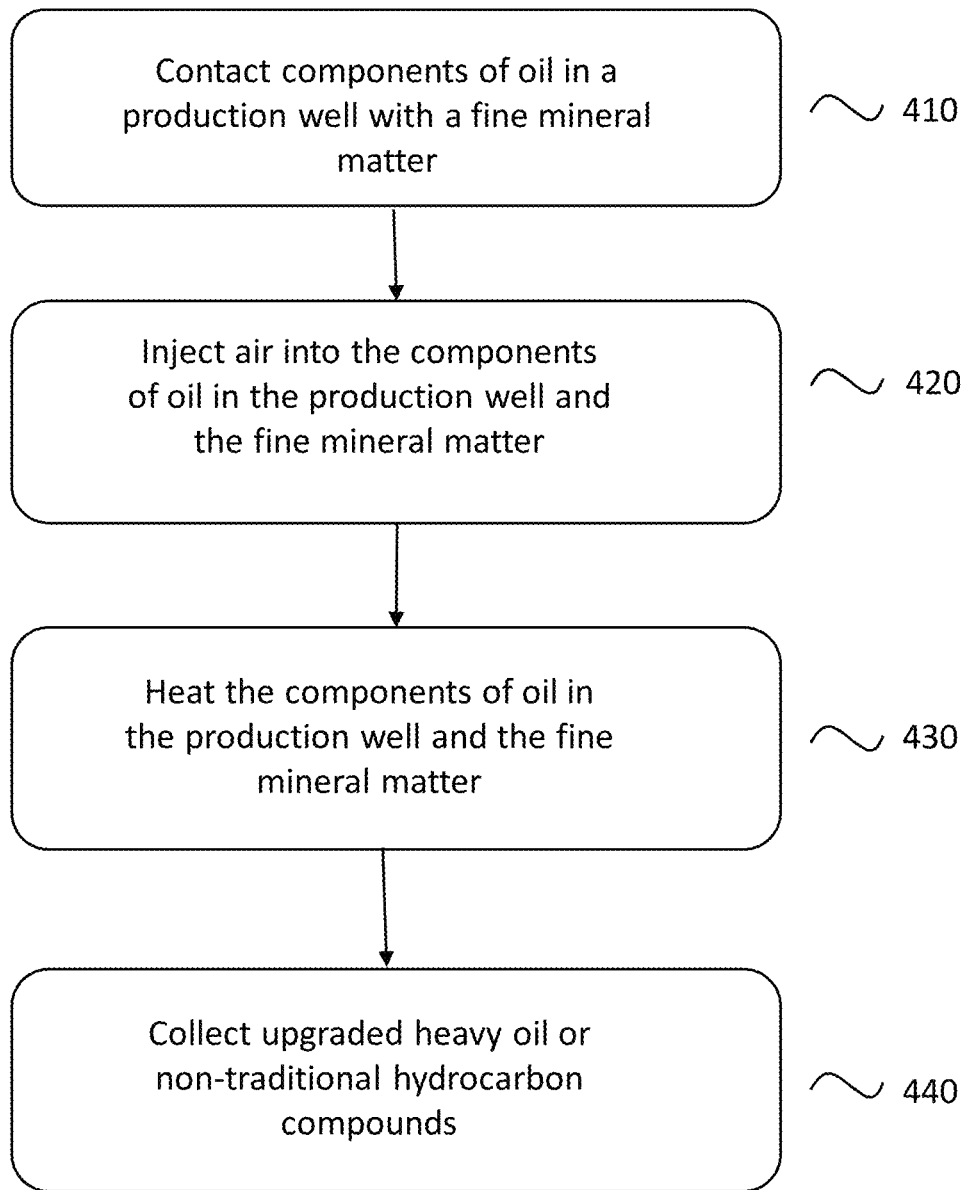 Contact components of oil in a
production well with a fine mineral
matter
410
Inject air into the components
of oil in the production well and
the fine mineral matter
420
Heat the components of oil in
the production well and the fine
mineral matter
430
Collect upgraded heavy oil or
non-traditional hydrocarbon
compounds
440